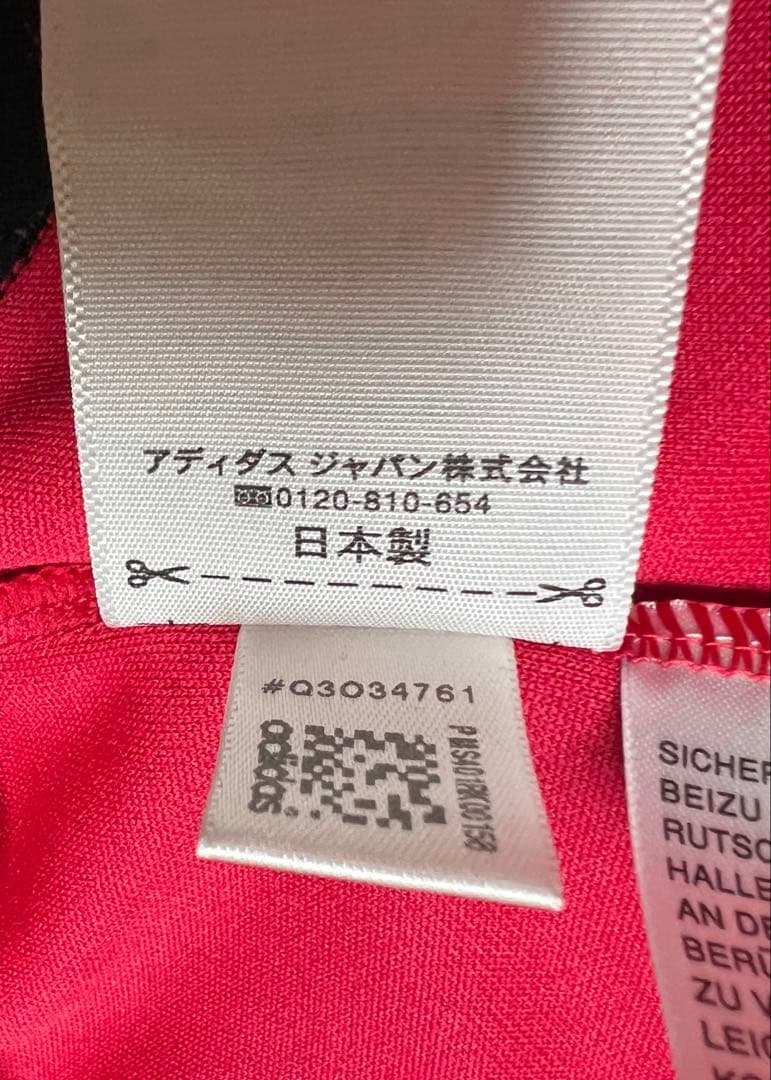 アディダス ジャパン株式会社
0120-810-654
日本製
#Q3O34761
adidas
SICHER
BEIZU
RUTSC
HALLE
AN DE
BERÜ
ZU V
LEIC